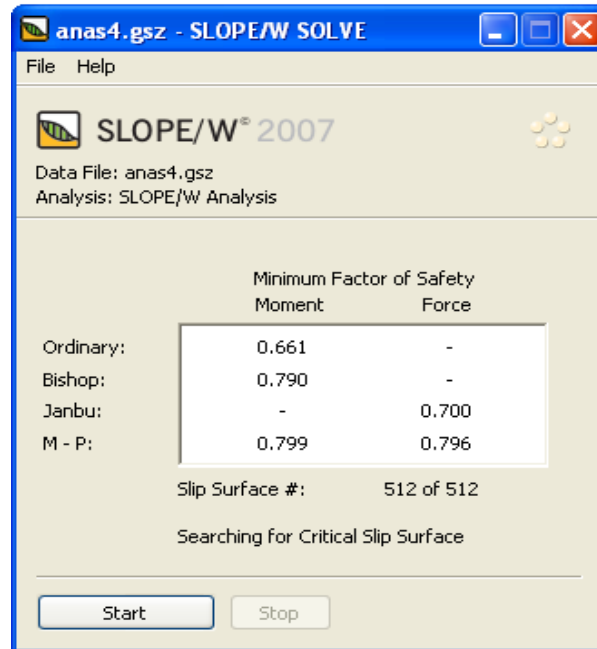 anas4.gsz - SLOPE/W SOLVE
File Help
SLOPE/W® 2007
Data File: anas4.gsz
Analysis: SLOPE/W Analysis
Minimum Factor of Safety
Moment Force
Ordinary: 0.661 -
Bishop: 0.790 -
Janbu: - 0.700
M - P: 0.799 0.796
Slip Surface #: 512 of 512
Searching for Critical Slip Surface
Start Stop